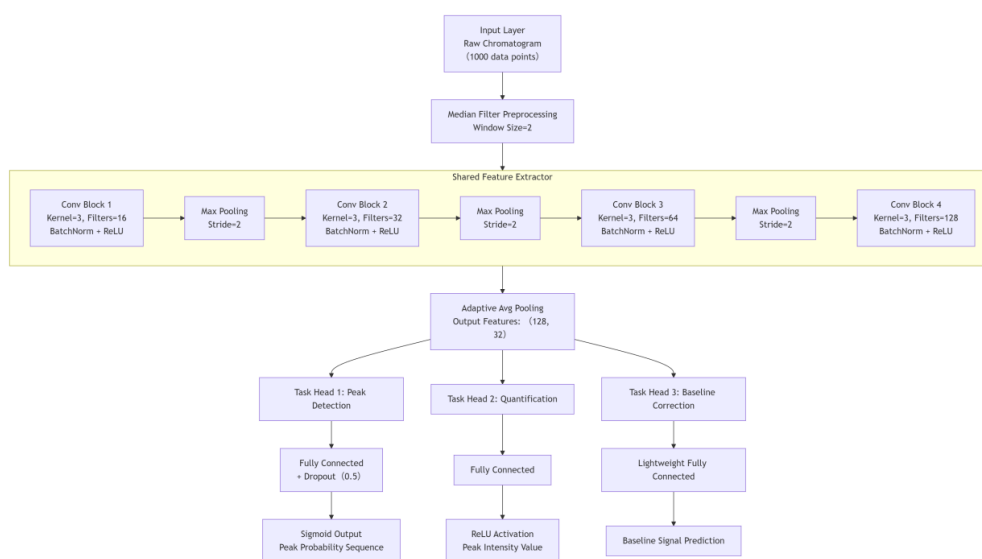 Input Layer
Raw Chromatogram
（1000 data points）
Median Filter Preprocessing
Window Size=2
Shared Feature Extractor
Conv Block 1
Kernel=3, Filters=16
BatchNorm + ReLU
Max Pooling
Stride=2
Conv Block 2
Kernel=3, Filters=32
BatchNorm + ReLU
Max Pooling
Stride=2
Conv Block 3
Kernel=3, Filters=64
BatchNorm + ReLU
Max Pooling
Stride=2
Conv Block 4
Kernel=3, Filters=128
BatchNorm + ReLU
Adaptive Avg Pooling
Output Features: （128,
32）
Task Head 1: Peak
Detection
Task Head 2: Quantification
Task Head 3: Baseline
Correction
Fully Connected
+ Dropout（0.5）
Fully Connected
Lightweight Fully
Connected
Sigmoid Output
Peak Probability Sequence
ReLU Activation
Peak Intensity Value
Baseline Signal Prediction